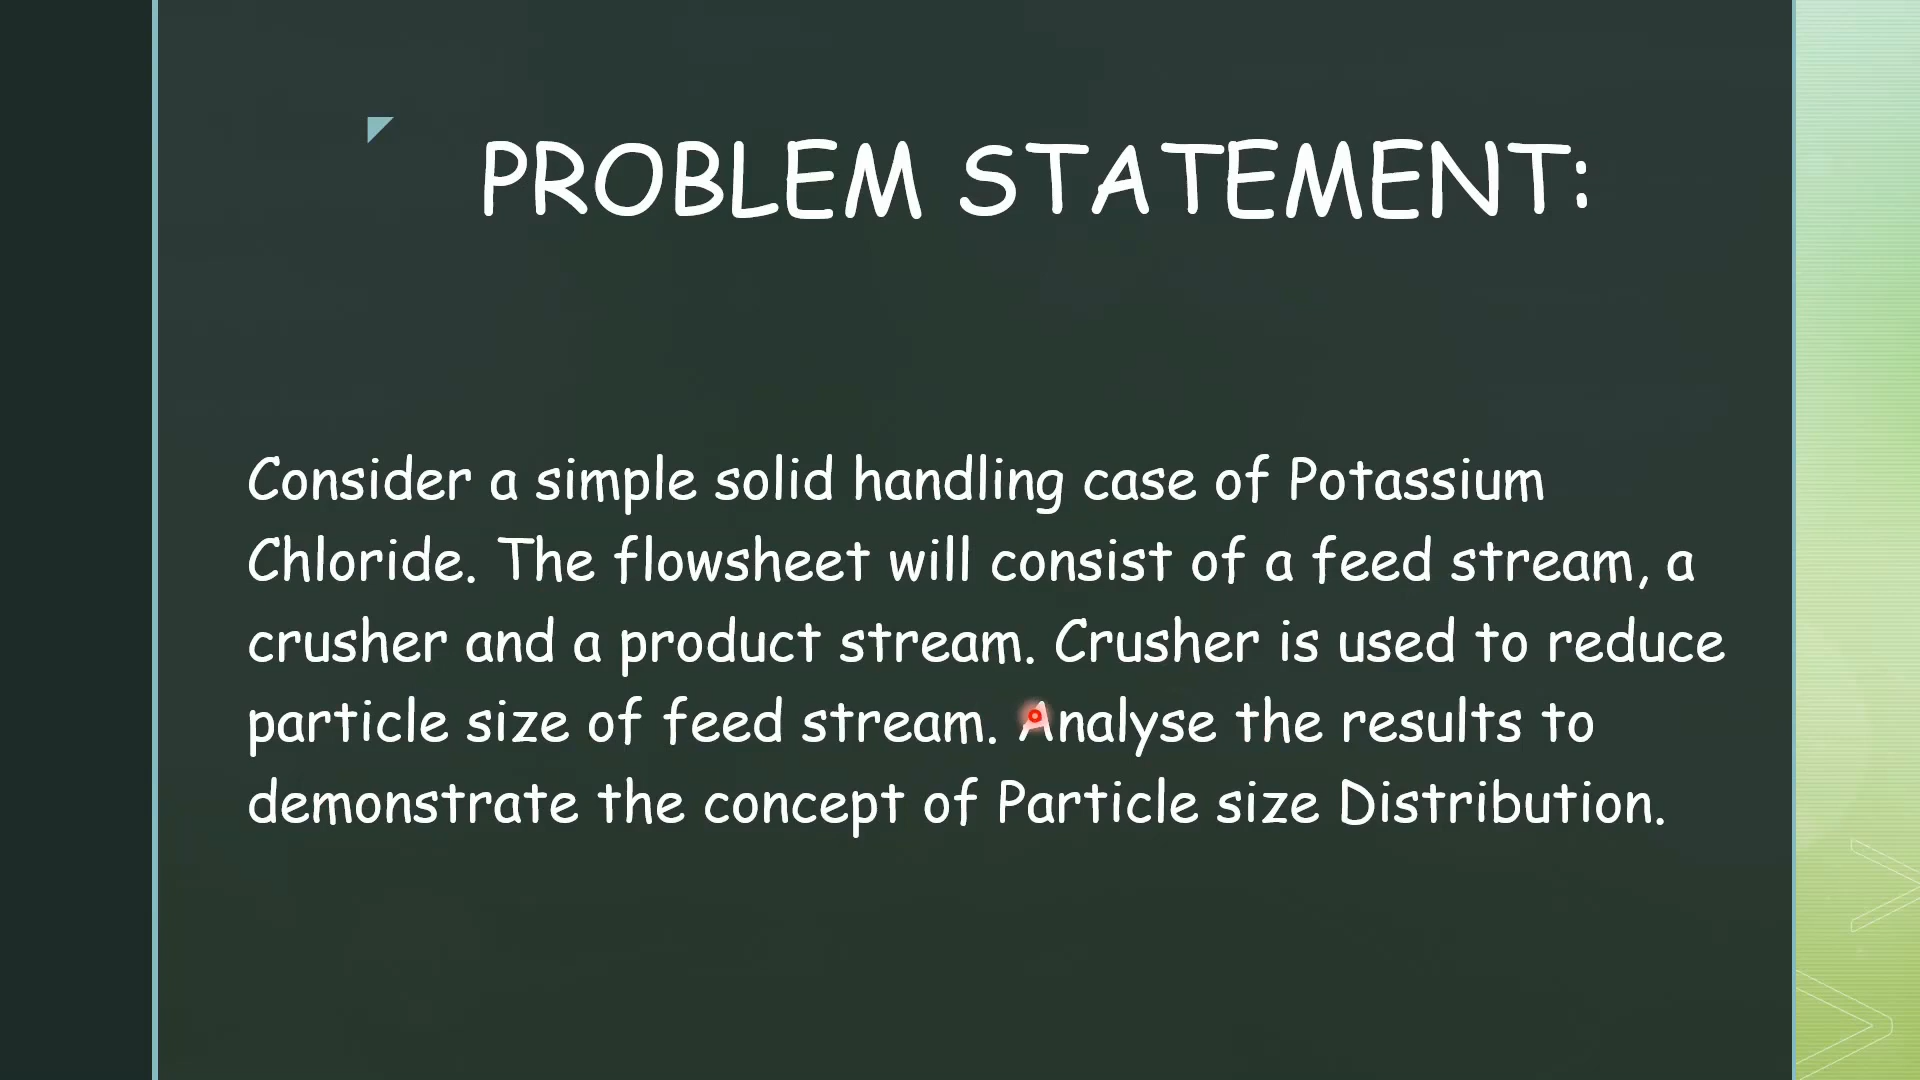 PROBLEM STATEMENT:
Consider a simple solid handling case of Potassium
Chloride. The flowsheet will consist of a feed stream, a
crusher and a product stream. Crusher is used to reduce
particle size of feed stream. Analyse the results to
demonstrate the concept of Particle size Distribution.